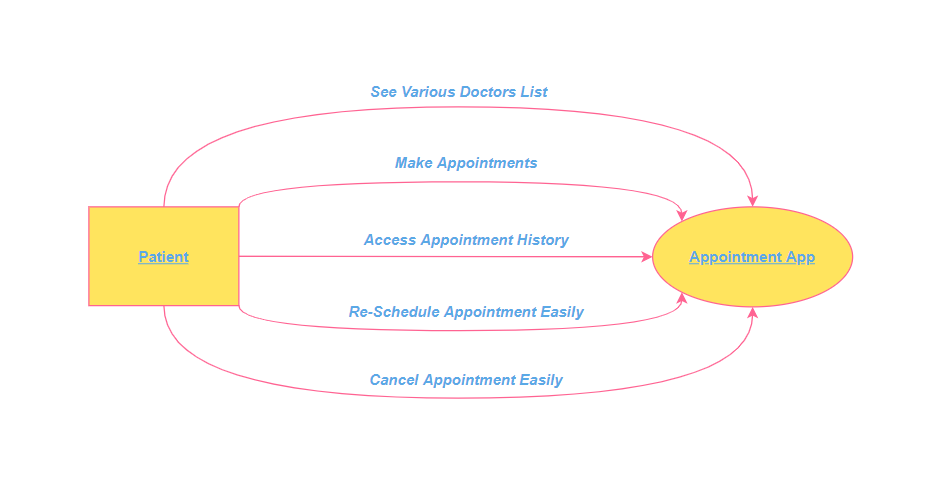 See Various Doctors List
Make Appointments
Access Appointment History
Patient
Appointment App
Re-Schedule Appointment Easily
Cancel Appointment Easily